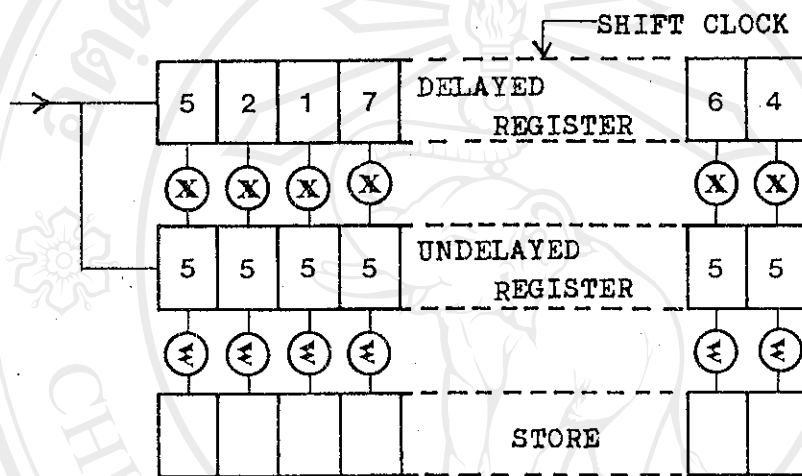 SHIFT CLOCK
5 2 1 7 DELAYED REGISTER 6 4
X X X X X X
5 5 5 5 UNDELAYED REGISTER 5 5
W W W W W W
STORE
CH